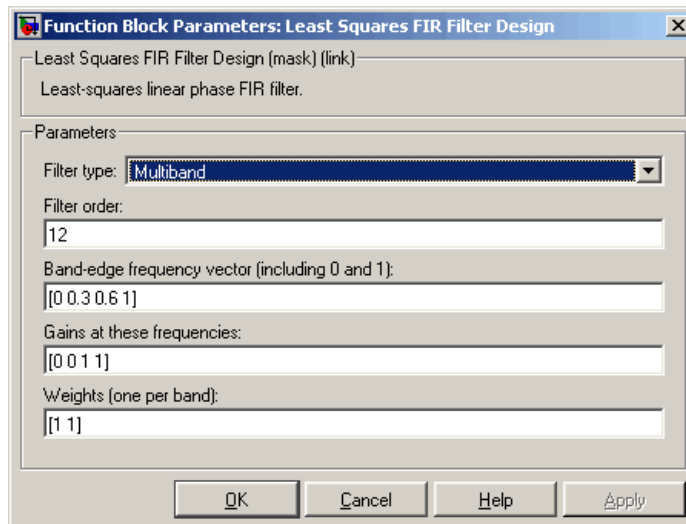 Function Block Parameters: Least Squares FIR Filter Design
Least Squares FIR Filter Design (mask) (link)
Least-squares linear phase FIR filter.
Parameters
Filter type: Multiband
Filter order:
12
Band-edge frequency vector (including 0 and 1):
[0 0.3 0.6 1]
Gains at these frequencies:
[0 0 1 1]
Weights (one per band):
[1 1]
OK Cancel Help Apply